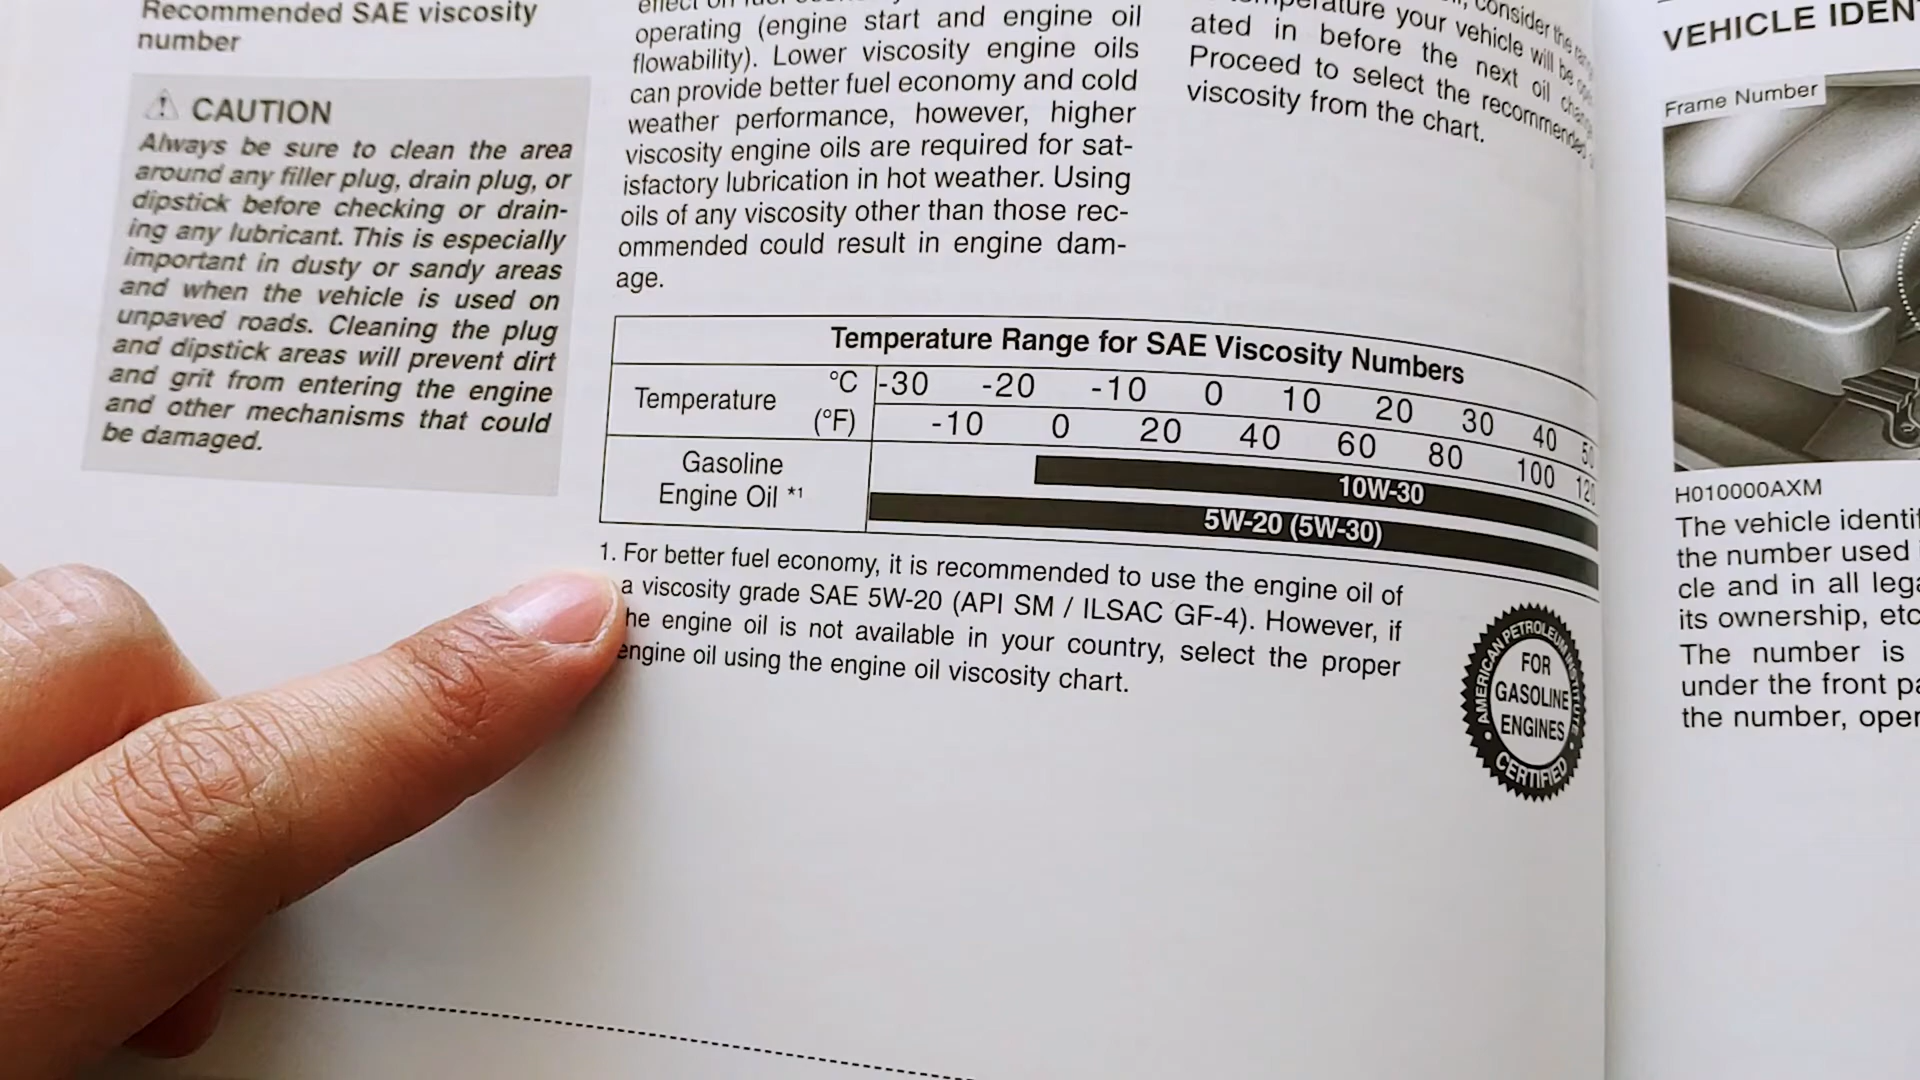 Recommended SAE viscosity
number
CAUTION
Always be sure to clean the area
around any filler plug, drain plug, or
dipstick before checking or drain-
ing any lubricant. This is especially
important in dusty or sandy areas
and when the vehicle is used on
unpaved roads. Cleaning the plug
and dipstick areas will prevent dirt
and grit from entering the engine
and other mechanisms that could
be damaged.
effect on fuel
operating (engine start and engine oil
flowability). Lower viscosity engine oils
can provide better fuel economy and cold
weather performance, however, higher
viscosity engine oils are required for sat-
isfactory lubrication in hot weather. Using
oils of any viscosity other than those rec-
ommended could result in engine dam-
age.
consider the
your vehicle will be
ated in before the next oil
Proceed to select the recommended
viscosity from the chart.
Temperature Range for SAE Viscosity Numbers
Temperature °C -30 -20 -10 0 10 20 30 40 50
(°F) -10 0 20 40 60 80 100 120
Gasoline
Engine Oil *1
10W-30
5W-20 (5W-30)
1. For better fuel economy, it is recommended to use the engine oil of
a viscosity grade SAE 5W-20 (API SM / ILSAC GF-4). However, if
he engine oil is not available in your country, select the proper
engine oil using the engine oil viscosity chart.
AMERICAN PETROLEUM INSTITUTE
FOR
GASOLINE
ENGINES
CERTIFIED
VEHICLE IDEN
Frame Number
H010000AXM
The vehicle identif
the number used
cle and in all lega
its ownership, etc
The number is
under the front pa
the number, oper